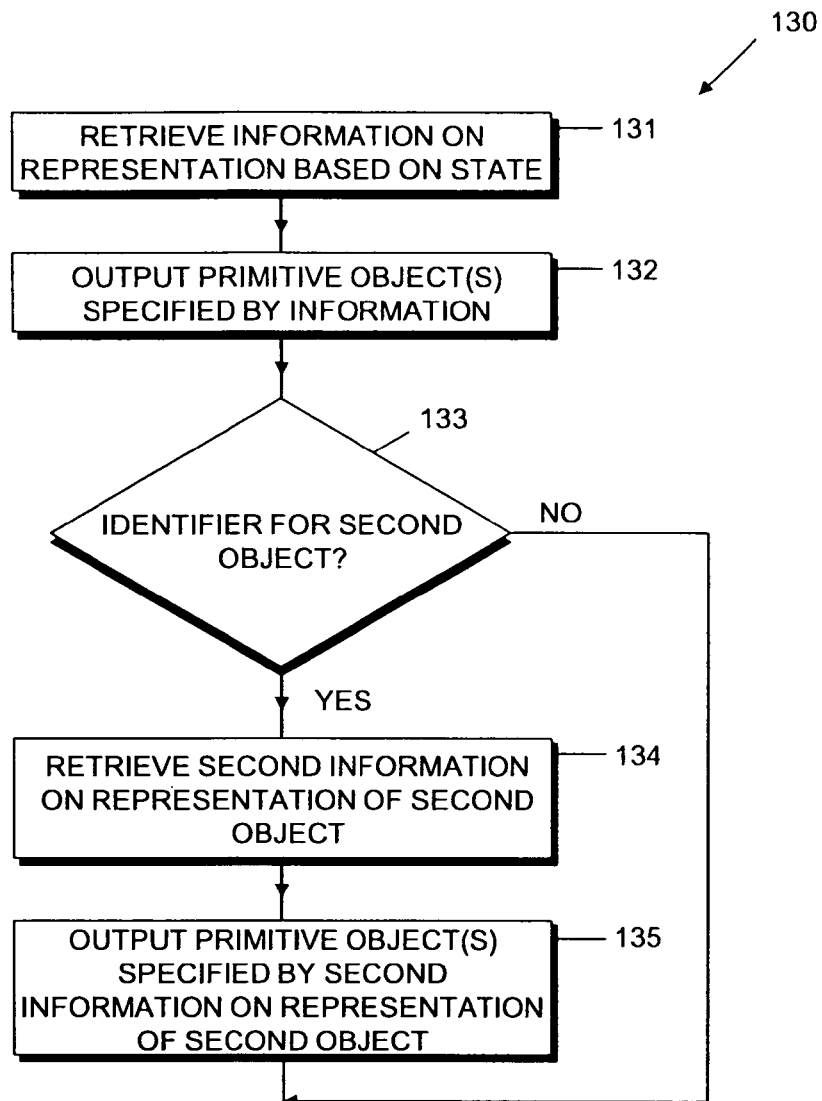 130
RETRIEVE INFORMATION ON
REPRESENTATION BASED ON STATE
131
OUTPUT PRIMITIVE OBJECT(S)
SPECIFIED BY INFORMATION
132
133
IDENTIFIER FOR SECOND
OBJECT?
NO
YES
RETRIEVE SECOND INFORMATION
ON REPRESENTATION OF SECOND
OBJECT
134
OUTPUT PRIMITIVE OBJECT(S)
SPECIFIED BY SECOND
INFORMATION ON REPRESENTATION
OF SECOND OBJECT
135